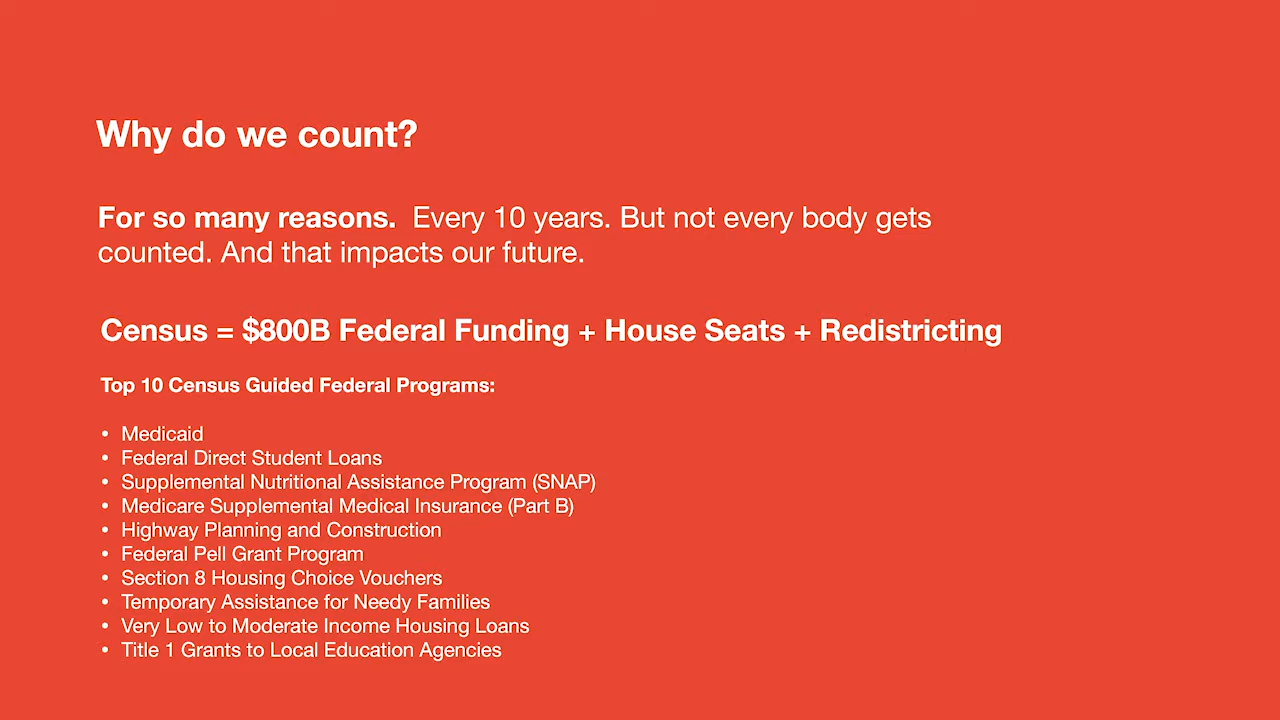 Why do we count?
For so many reasons.  Every 10 years. But not every body gets
counted. And that impacts our future.
Census = $800B Federal Funding + House Seats + Redistricting
Top 10 Census Guided Federal Programs:
• Medicaid
• Federal Direct Student Loans
• Supplemental Nutritional Assistance Program (SNAP)
• Medicare Supplemental Medical Insurance (Part B)
• Highway Planning and Construction
• Federal Pell Grant Program
• Section 8 Housing Choice Vouchers
• Temporary Assistance for Needy Families
• Very Low to Moderate Income Housing Loans
• Title 1 Grants to Local Education Agencies